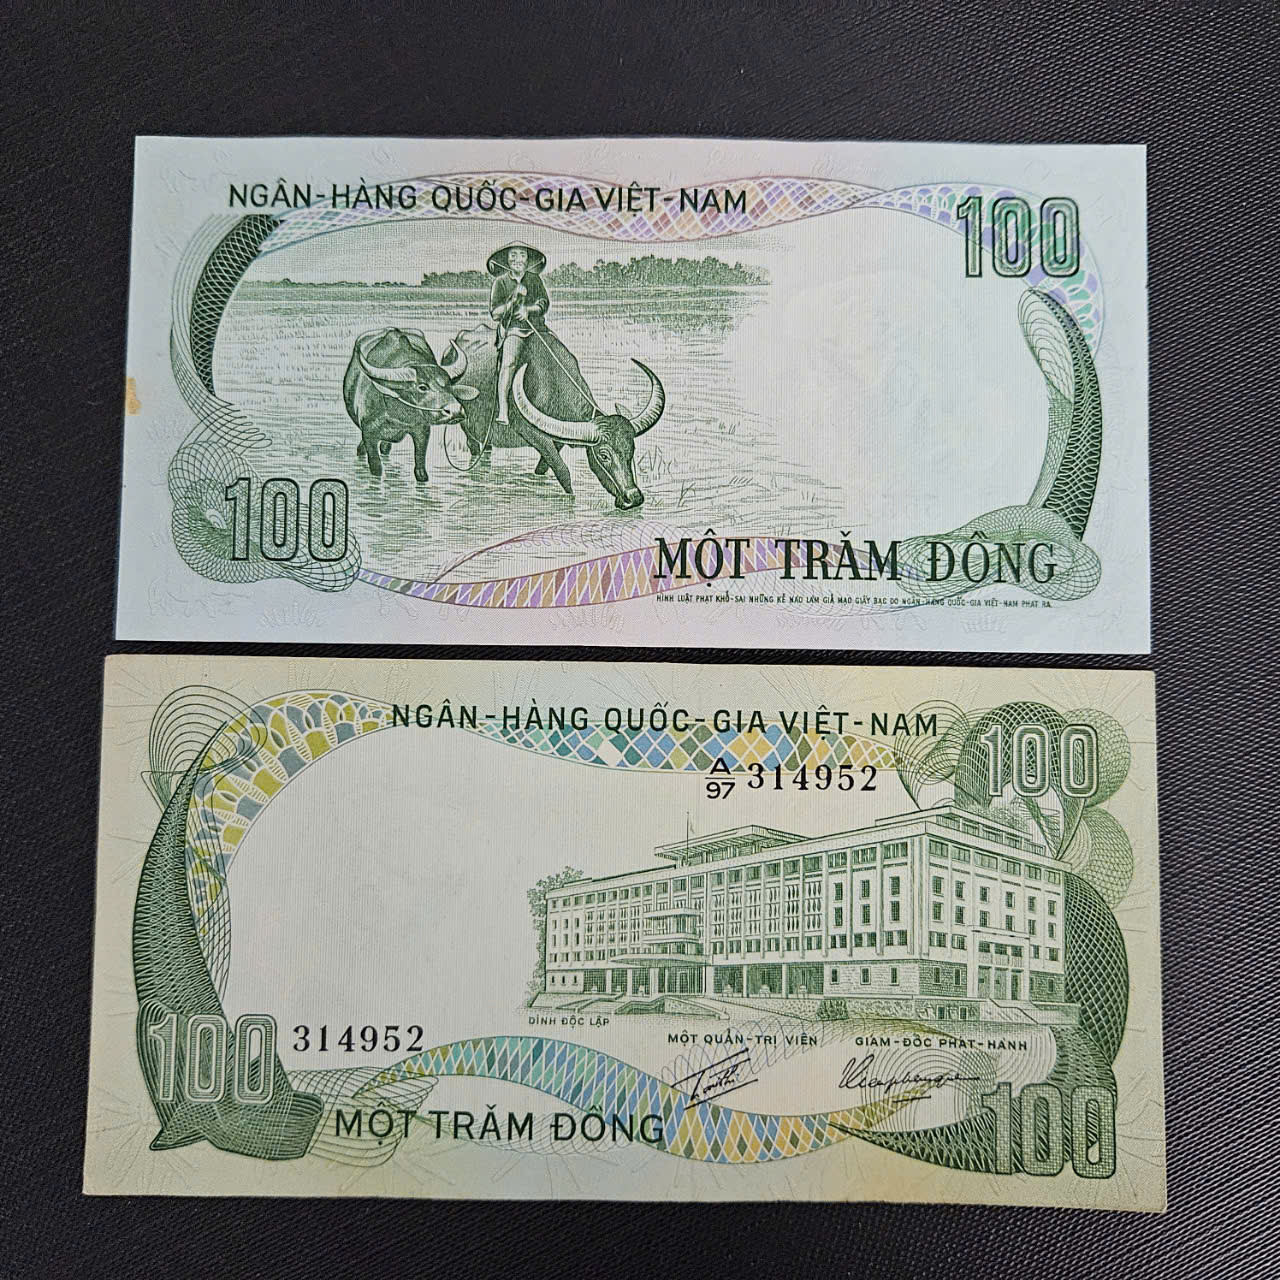 NGÂN-HÀNG QUỐC-GIA VIỆT-NAM
100
100
MỘT TRĂM ĐỒNG
HÌNH LUẬT PHẠT KHỔ-SAI NHỮNG KẺ NÀO LÀM GIẢ MẠO GIẤY BẠC DO NGÂN-HÀNG QUỐC-GIA VIỆT-NAM PHÁT RA.
NGÂN-HÀNG QUỐC-GIA VIỆT-NAM
100
A/97 314952
DINH ĐỘC LẬP
100 314952
MỘT QUẢN-TRỊ VIÊN GIÁM-ĐỐC PHÁT-HÀNH
MỘT TRĂM ĐỒNG
100